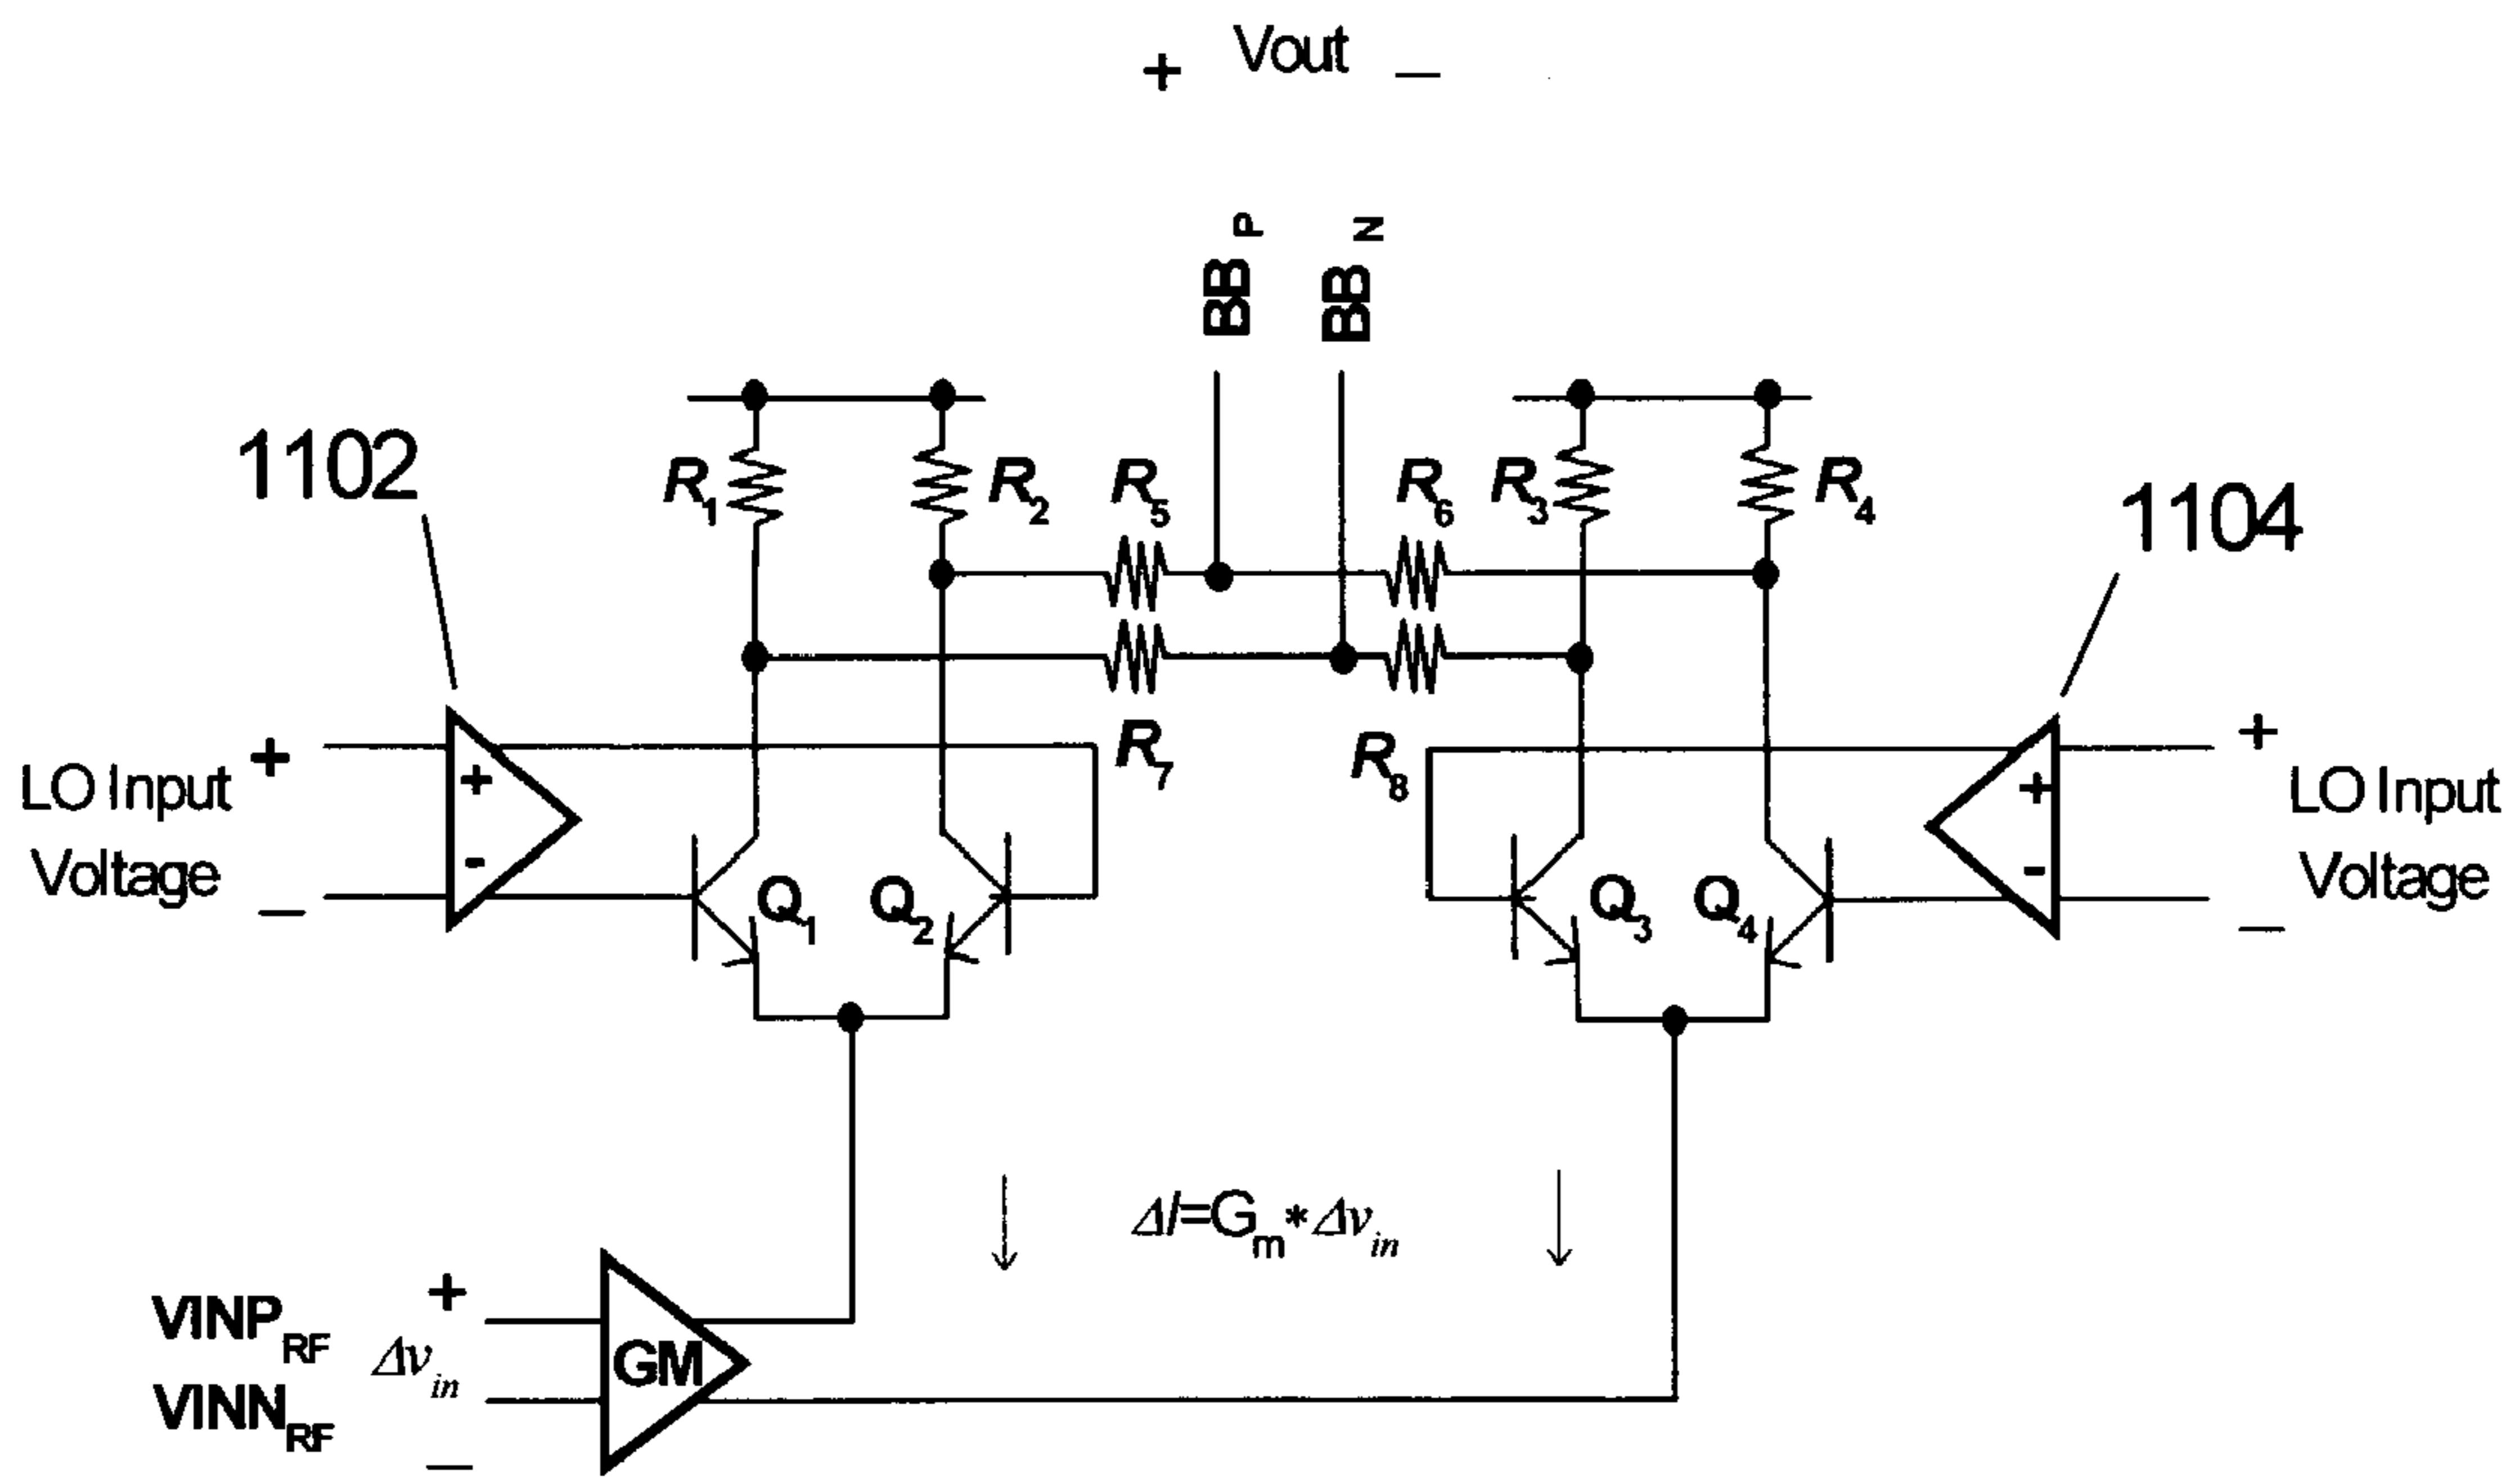 + Vout −
BB P
BB N
1102
R1
R2
R5
R6
R3
R4
1104
+
LO Input
Voltage
−
+
-
R7
R8
+
-
+
LO Input
Voltage
−
Q1
Q2
Q3
Q4
ΔI=Gm*Δvin
VINPRF
VINNRF
+
Δvin
−
GM